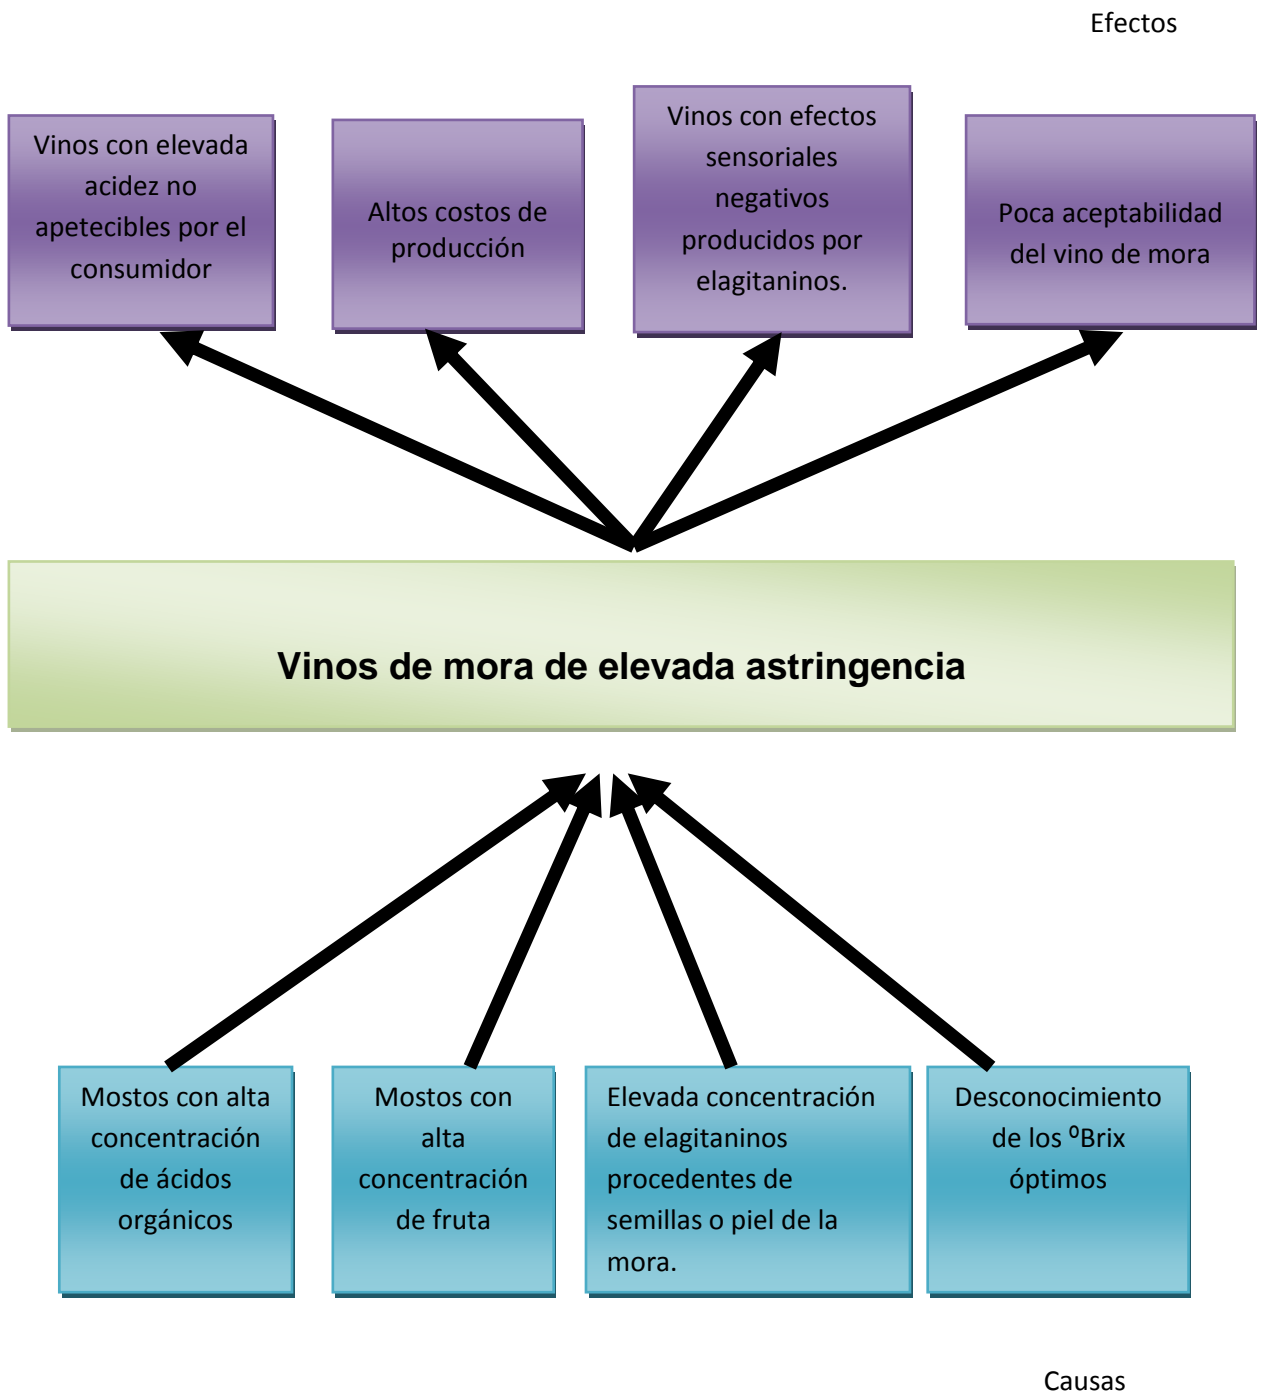 Efectos
Vinos con elevada
acidez no
apetecibles por el
consumidor
Altos costos de
producción
Vinos con efectos
sensoriales
negativos
producidos por
elagitaninos.
Poca aceptabilidad
del vino de mora
Vinos de mora de elevada astringencia
Mostos con alta
concentración
de ácidos
orgánicos
Mostos con
alta
concentración
de fruta
Elevada concentración
de elagitaninos
procedentes de
semillas o piel de la
mora.
Desconocimiento
de los ⁰Brix
óptimos
Causas